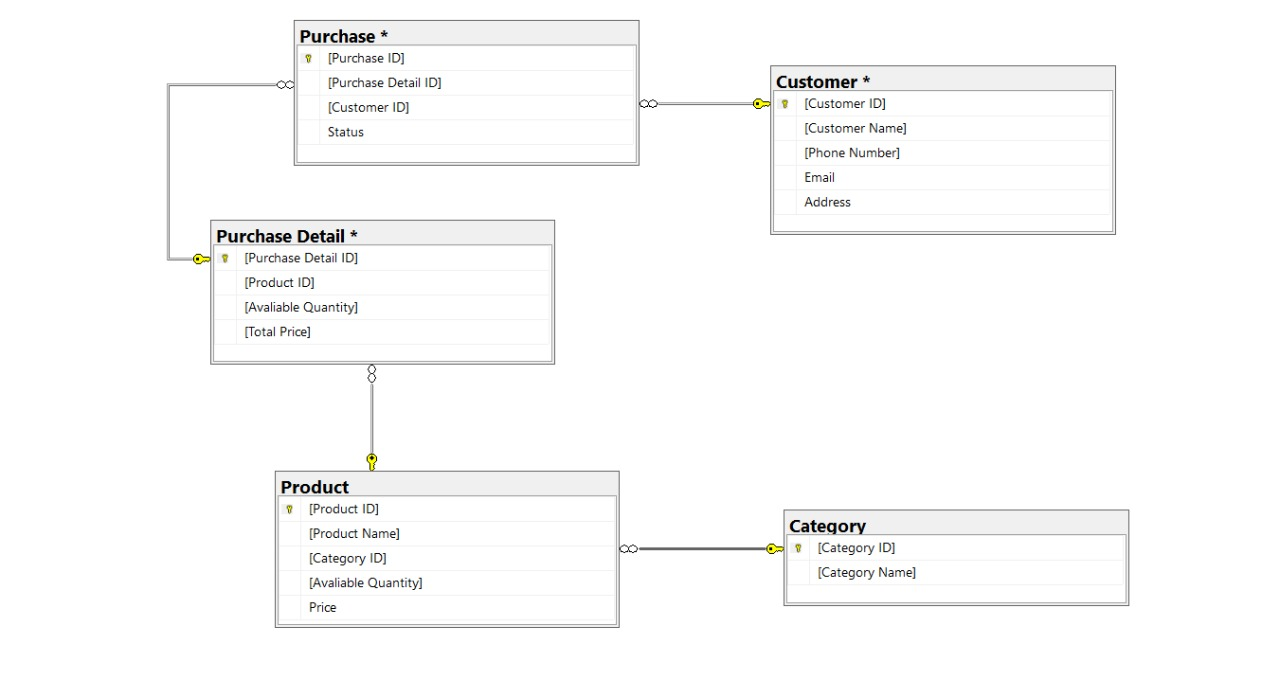 Purchase *
[Purchase ID]
[Purchase Detail ID]
[Customer ID]
Status
Customer *
[Customer ID]
[Customer Name]
[Phone Number]
Email
Address
Purchase Detail *
[Purchase Detail ID]
[Product ID]
[Avaliable Quantity]
[Total Price]
Product
[Product ID]
[Product Name]
[Category ID]
[Avaliable Quantity]
Price
Category
[Category ID]
[Category Name]